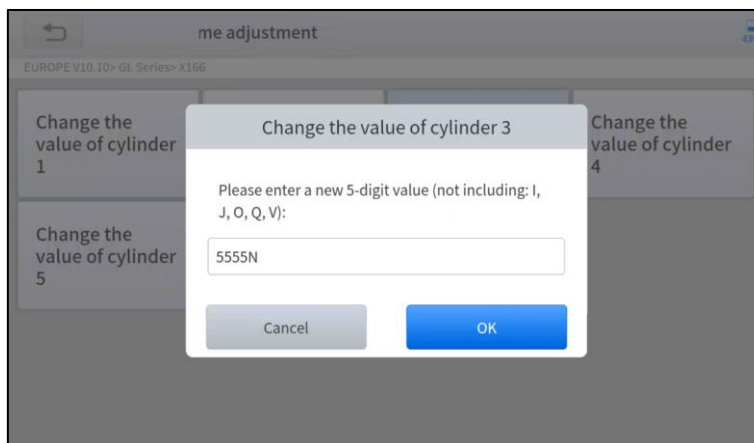 me adjustment
43
EUROPE V10.10> GL Series> X166
Change the
value of cylinder
1
Change the value of cylinder 3
Change the
value of cylinder
4
Please enter a new 5-digit value (not including: I,
J, O, Q, V):
5555N
Change the
value of cylinder
5
Cancel
OK